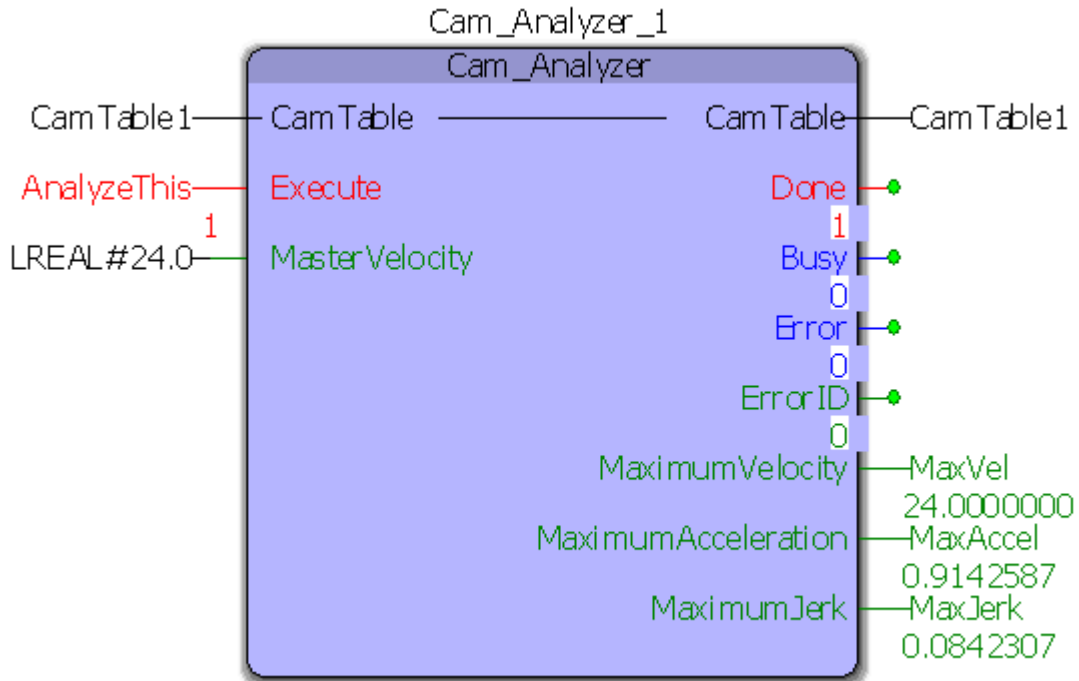 Cam_Analyzer_1
Cam_Analyzer
CamTable1 CamTable CamTable CamTable1
AnalyzeThis Execute Done
1 1
LREAL#24.0 MasterVelocity Busy
0
Error
0
ErrorID
0
MaximumVelocity MaxVel
24.0000000
MaximumAcceleration MaxAccel
0.9142587
MaximumJerk MaxJerk
0.0842307